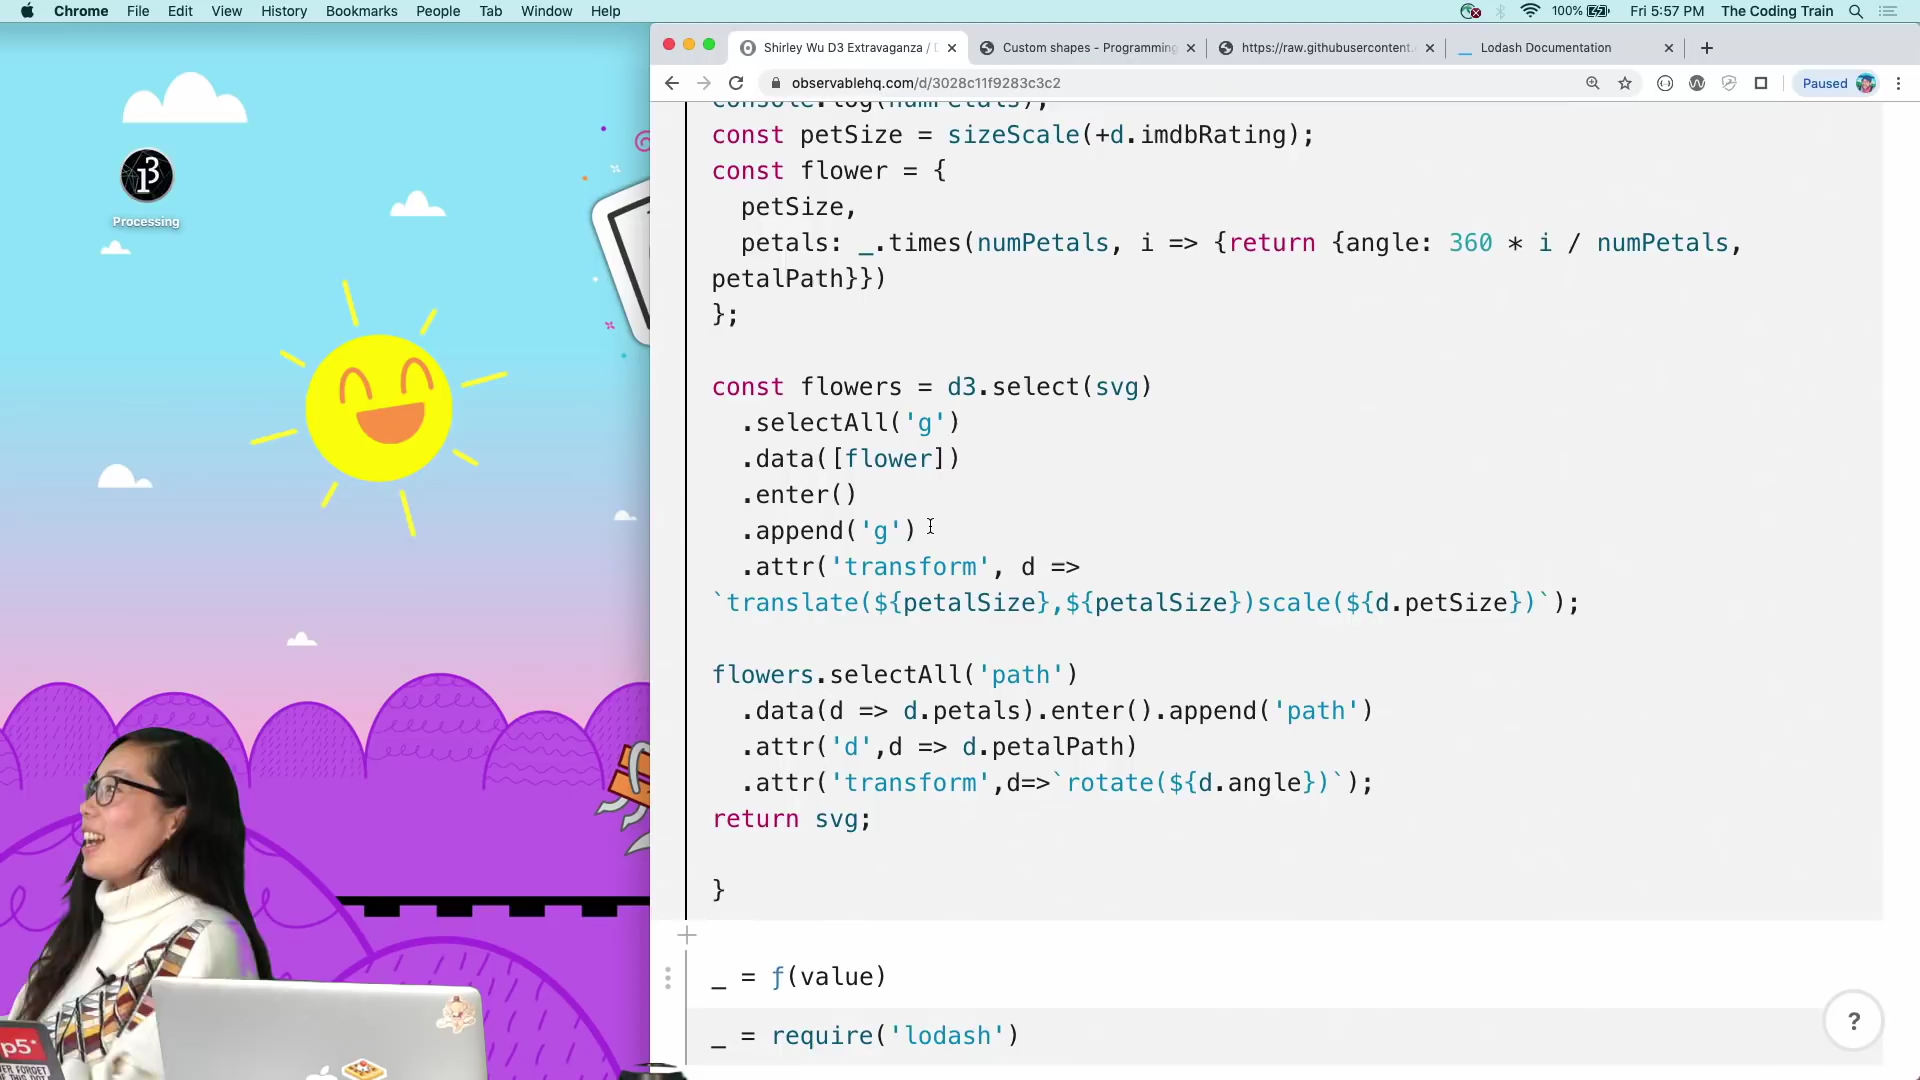 Chrome File Edit View History Bookmarks People Tab Window Help
100% Fri 5:57 PM The Coding Train
Shirley Wu D3 Extravaganza /
Custom shapes - Programming
https://raw.githubusercontent.
Lodash Documentation
observablehq.com/d/3028c11f9283c3c2
Paused
Processing
console.log(numPetals);
const petSize = sizeScale(+d.imdbRating);
const flower = {
petSize,
petals: _.times(numPetals, i => {return {angle: 360 * i / numPetals,
petalPath}})
};
const flowers = d3.select(svg)
.selectAll('g')
.data([flower])
.enter()
.append('g')
.attr('transform', d =>
`translate(${petalSize},${petalSize})scale(${d.petSize})`);
flowers.selectAll('path')
.data(d => d.petals).enter().append('path')
.attr('d',d => d.petalPath)
.attr('transform',d=>`rotate(${d.angle})`);
return svg;
}
_ = ƒ(value)
_ = require('lodash')
?
p5*